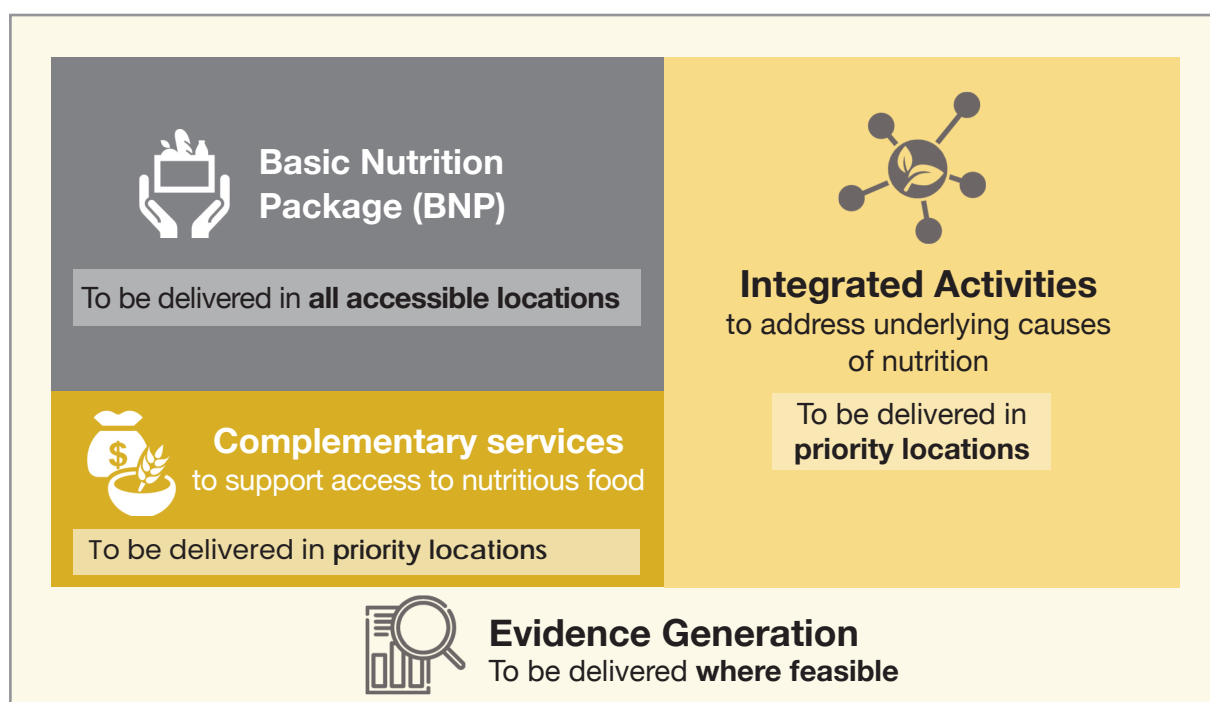 Basic Nutrition
Package (BNP)
To be delivered in all accessible locations
Complementary services
to support access to nutritious food
To be delivered in priority locations
Integrated Activities
to address underlying causes
of nutrition
To be delivered in
priority locations
Evidence Generation
To be delivered where feasible
$